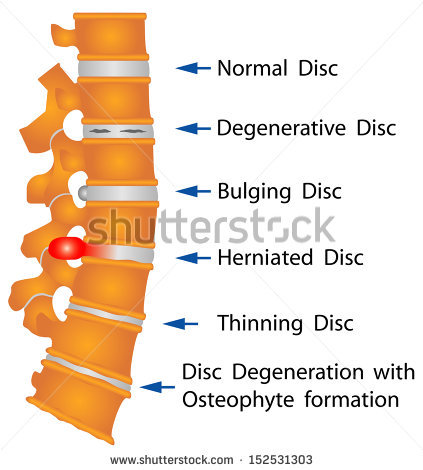 Normal Disc
Degenerative Disc
Bulging Disc
shutterstock
Herniated Disc
Thinning Disc
Disc Degeneration with
Osteophyte formation
www.shutterstock.com · 152531303